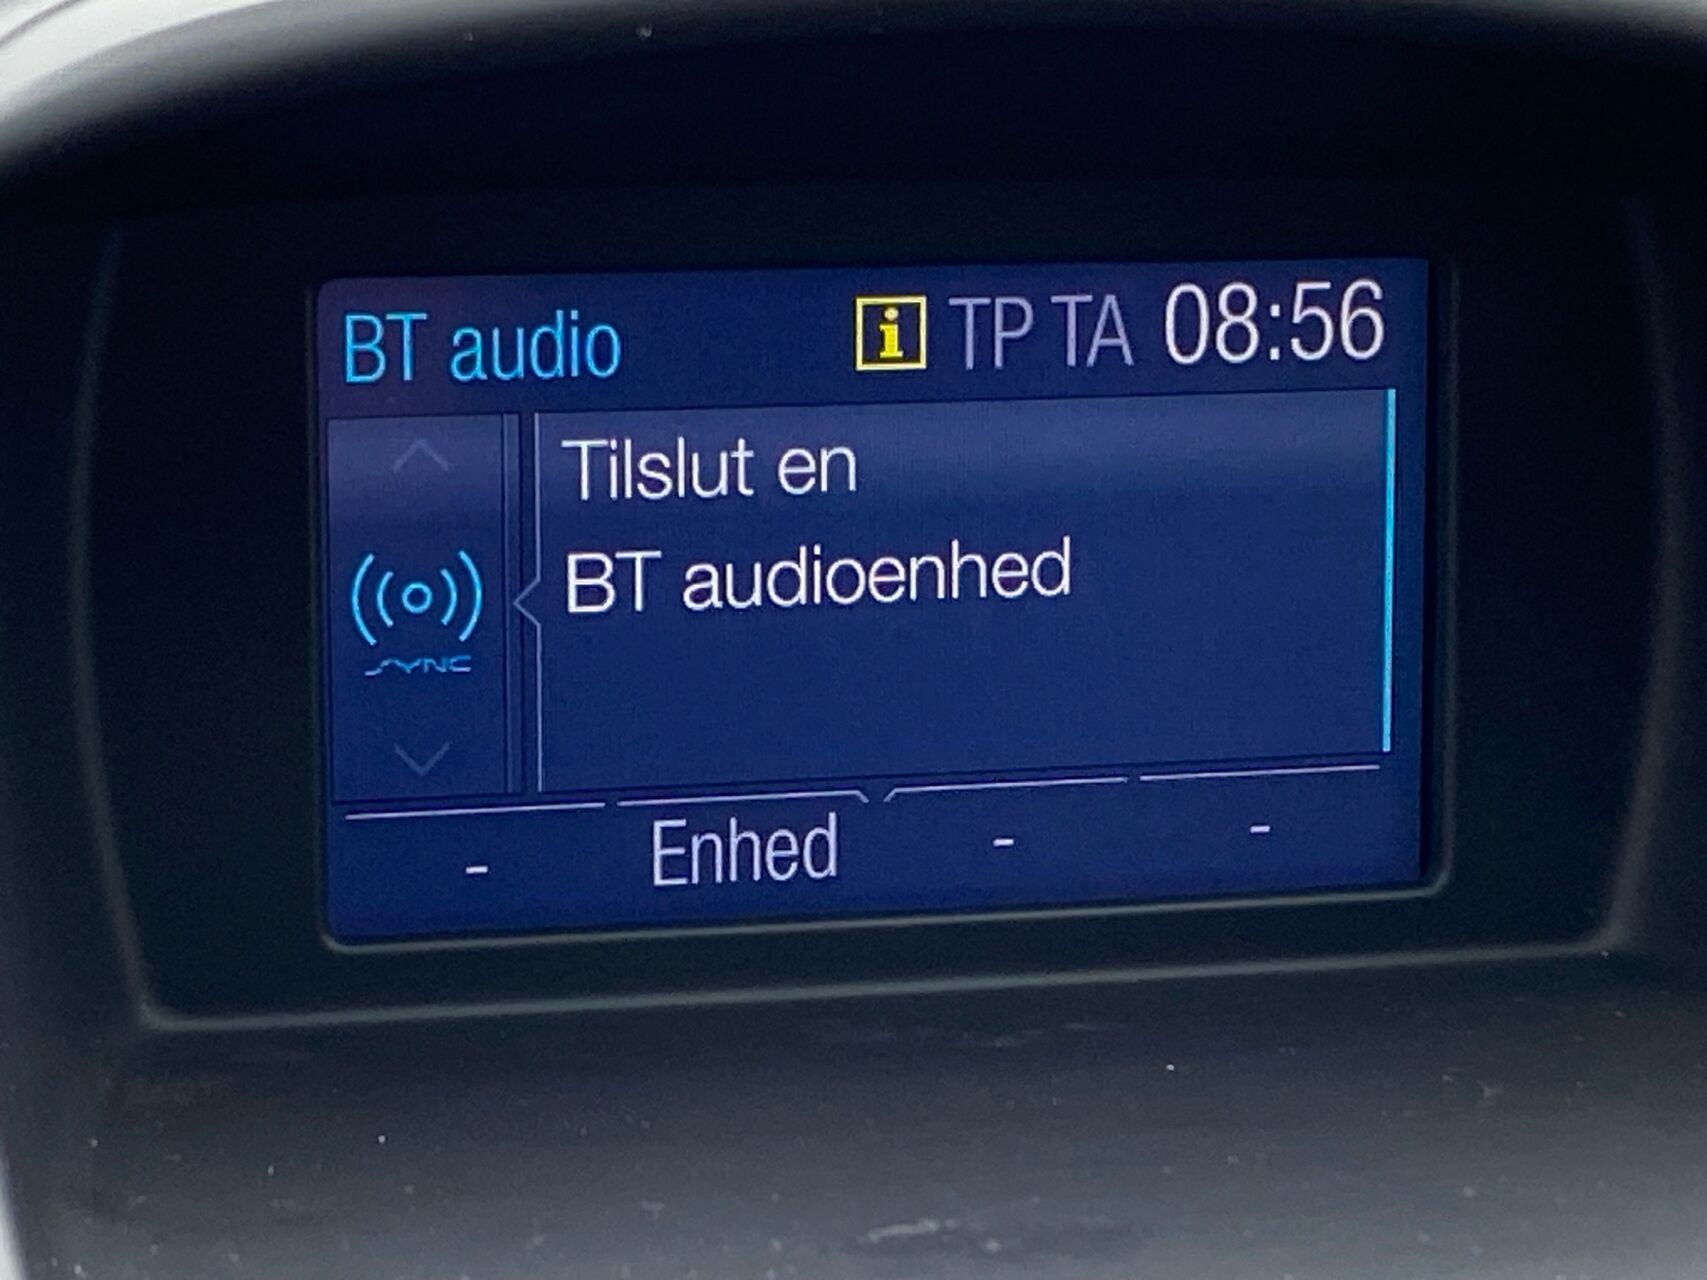 BT audio i TP TA 08:56
Tilslut en
BT audioenhed
SYNC
- Enhed - -